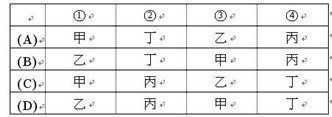 ① ② ③ ④
(A) 甲 丁 乙 丙
(B) 乙 丁 甲 丙
(C) 甲 丙 乙 丁
(D) 乙 丙 甲 丁